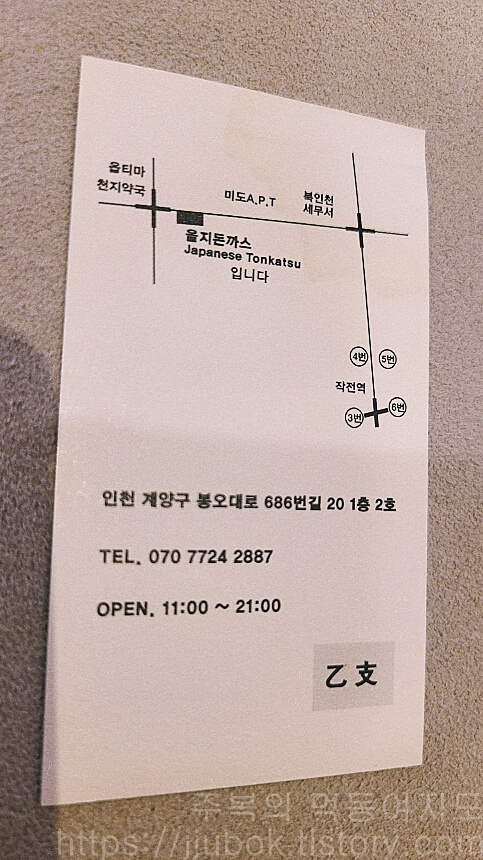 옵티마
천지약국
미도A.P.T
북인천
세무서
을지돈까스
Japanese Tonkatsu
입니다
4번
5번
작전역
3번
6번
인천 계양구 봉오대로 686번길 20 1층 2호
TEL. 070 7724 2887
OPEN. 11:00 ~ 21:00
乙支
쥬복의 먹동여지도
https://jjubok.tistory.com